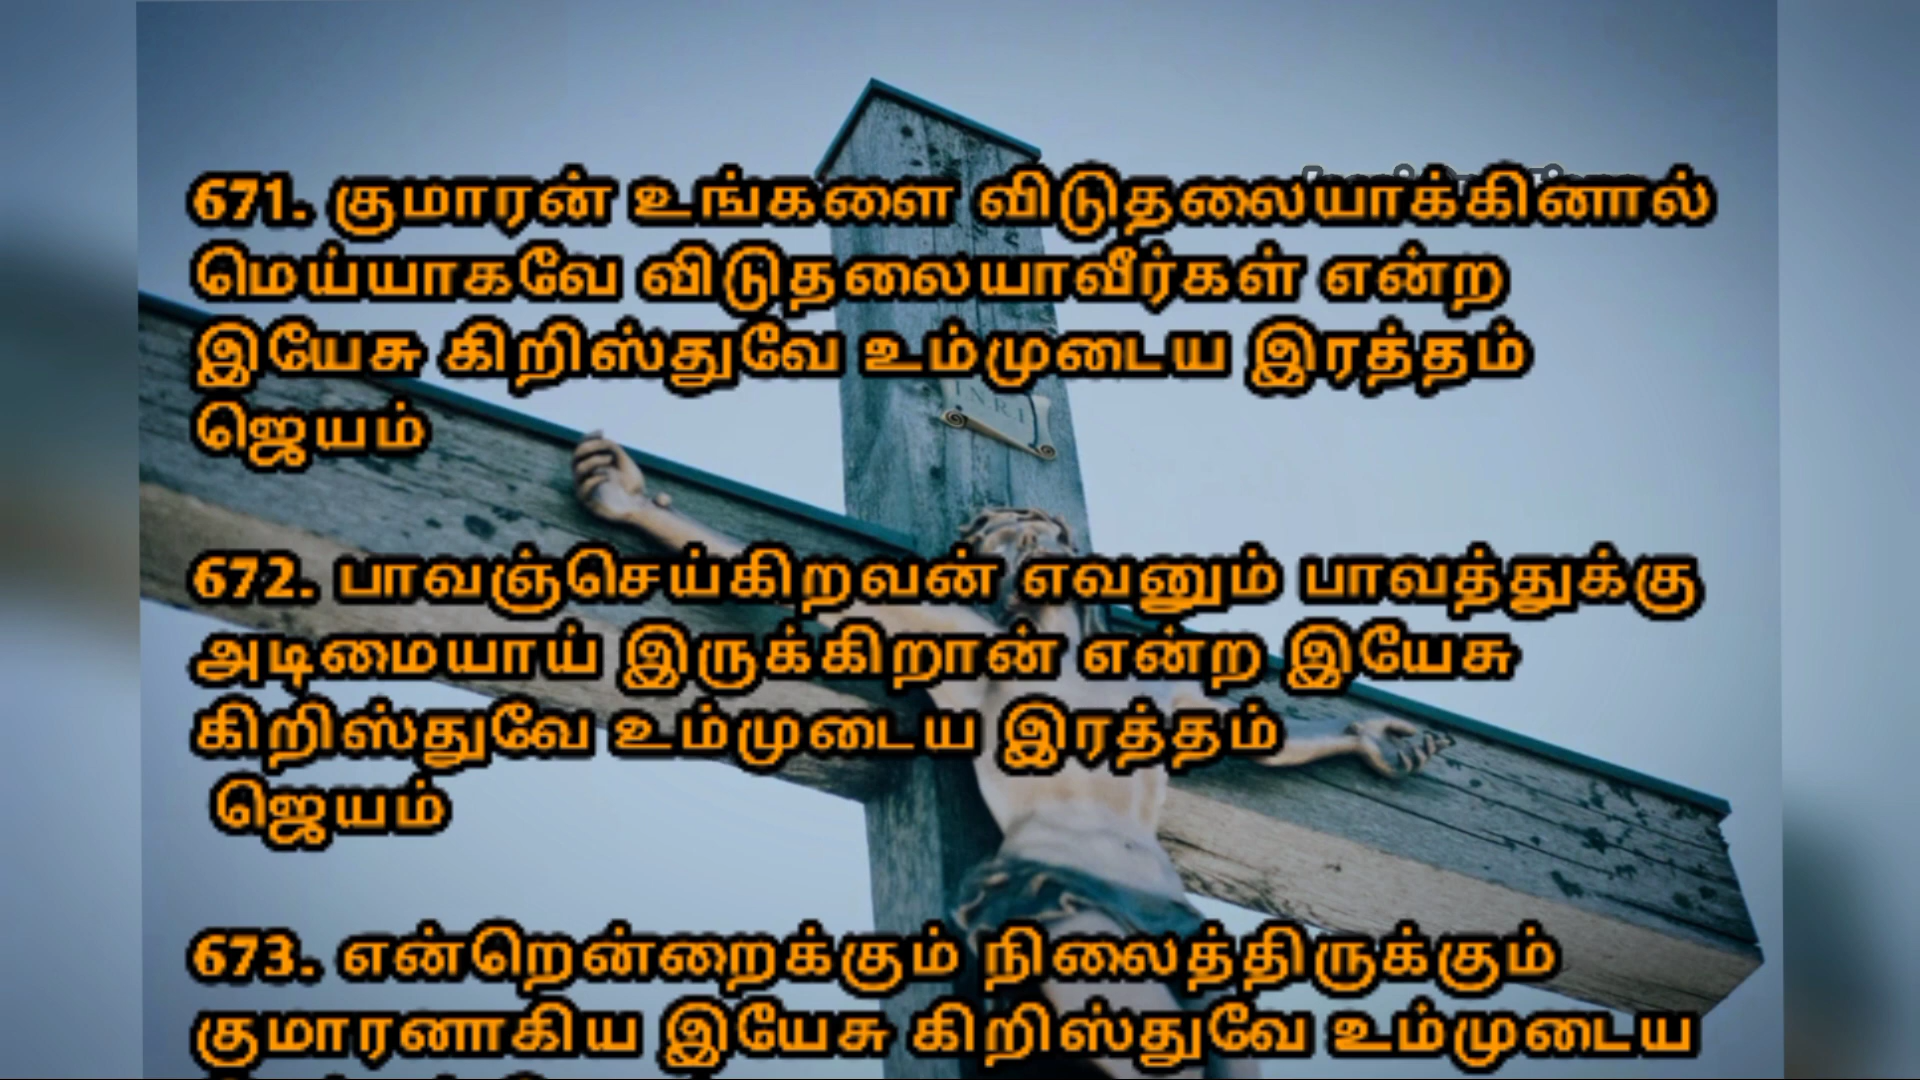 671. குமாரன் உங்களை விடுதலையாக்கினால்
மெய்யாகவே விடுதலையாவீர்கள் என்ற
இயேசு கிறிஸ்துவே உம்முடைய இரத்தம்
ஜெயம்
INRI
672. பாவஞ்செய்கிறவன் எவனும் பாவத்துக்கு
அடிமையாய் இருக்கிறான் என்ற இயேசு
கிறிஸ்துவே உம்முடைய இரத்தம்
ஜெயம்
673. என்றென்றைக்கும் நிலைத்திருக்கும்
குமாரனாகிய இயேசு கிறிஸ்துவே உம்முடைய